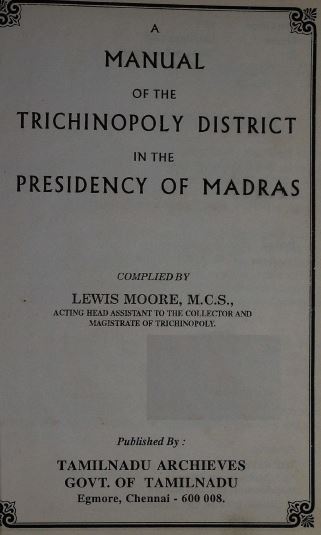 A
MANUAL
OF THE
TRICHINOPOLY DISTRICT
IN THE
PRESIDENCY OF MADRAS
COMPLIED BY
LEWIS MOORE, M.C.S.,
ACTING HEAD ASSISTANT TO THE COLLECTOR AND
MAGISTRATE OF TRICHINOPOLY.
Published By :
TAMILNADU ARCHIEVES
GOVT. OF TAMILNADU
Egmore, Chennai - 600 008.